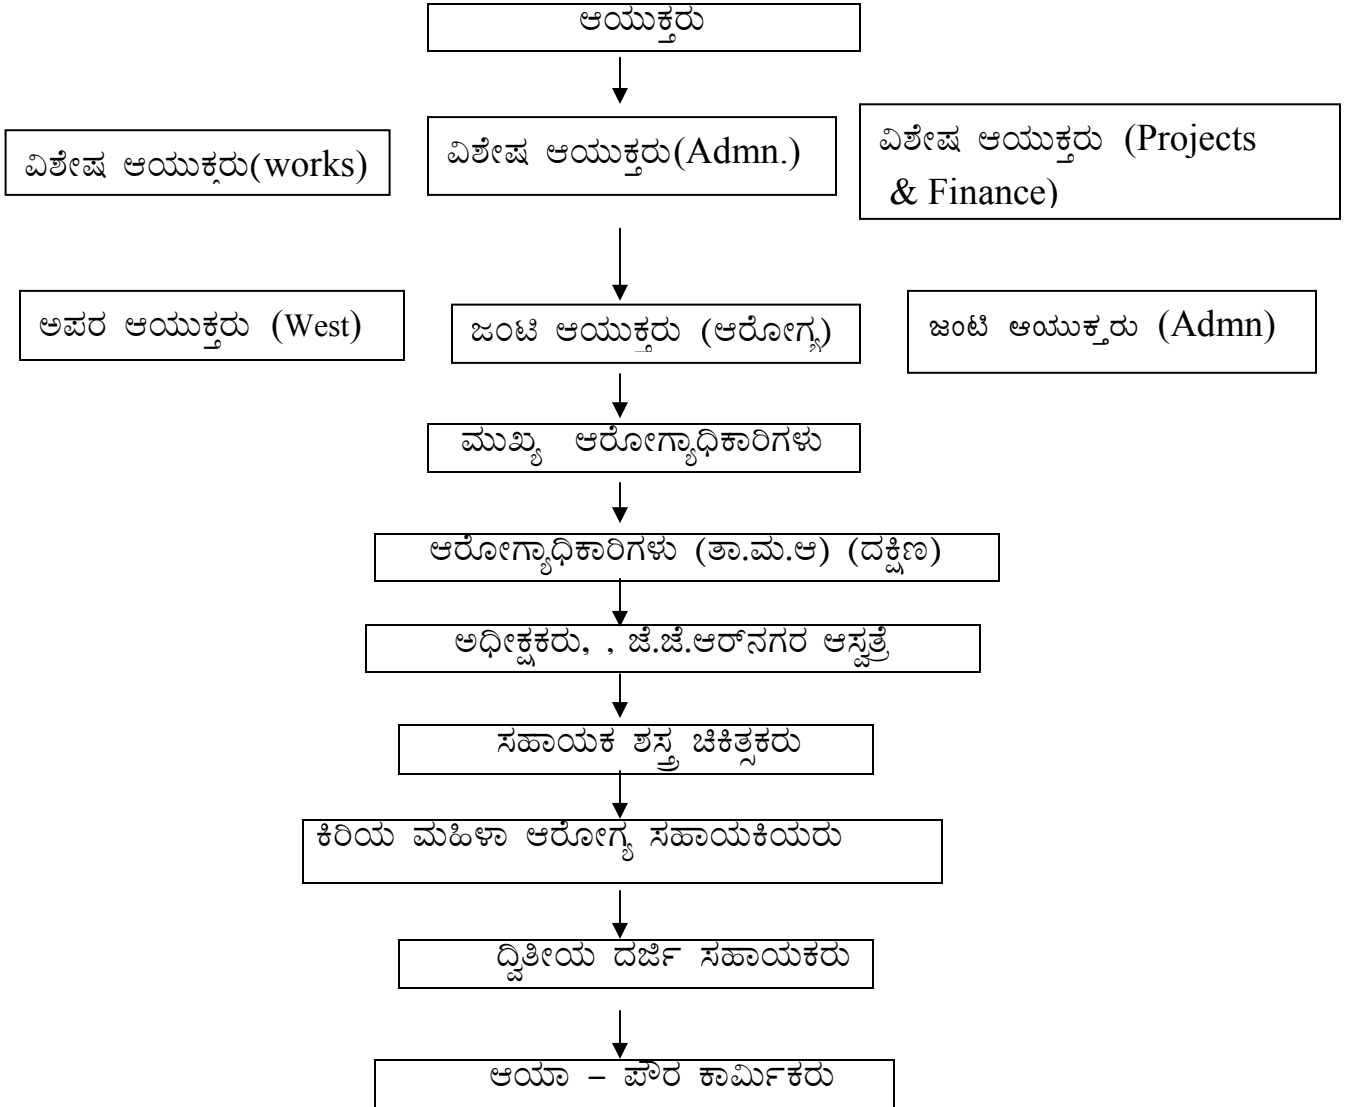 ಆಯುಕ್ತರು
ವಿಶೇಷ ಆಯುಕ್ತರು(works)
ವಿಶೇಷ ಆಯುಕ್ತರು(Admn.)
ವಿಶೇಷ ಆಯುಕ್ತರು (Projects
& Finance)
ಅಪರ ಆಯುಕ್ತರು (West)
ಜಂಟಿ ಆಯುಕ್ತರು (ಆರೋಗ್ಯ)
ಜಂಟಿ ಆಯುಕ್ತರು (Admn)
ಮುಖ್ಯ ಆರೋಗ್ಯಾಧಿಕಾರಿಗಳು
ಆರೋಗ್ಯಾಧಿಕಾರಿಗಳು (ತಾ.ಮ.ಆ) (ದಕ್ಷಿಣ)
ಅಧೀಕ್ಷಕರು, , ಜೆ.ಜೆ.ಆರ್‌ನಗರ ಆಸ್ವತ್ರೆ
ಸಹಾಯಕ ಶಸ್ತ್ರ ಚಿಕಿತ್ಸಕರು
ಕಿರಿಯ ಮಹಿಳಾ ಆರೋಗ್ಯ ಸಹಾಯಕಿಯರು
ದ್ವಿತೀಯ ದರ್ಜೆ ಸಹಾಯಕರು
ಆಯಾ – ಪೌರ ಕಾರ್ಮಿಕರು